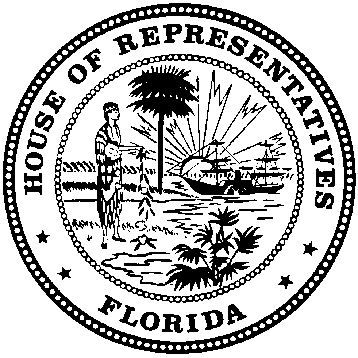 HOUSE OF REPRESENTATIVES
FLORIDA